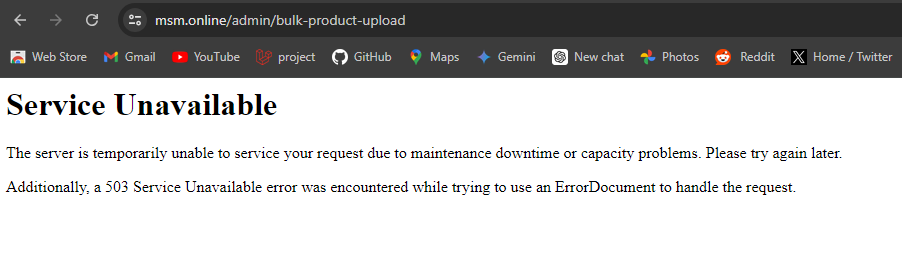 msm.online/admin/bulk-product-upload
Web Store Gmail YouTube project GitHub Maps Gemini New chat Photos Reddit Home / Twitter
Service Unavailable
The server is temporarily unable to service your request due to maintenance downtime or capacity problems. Please try again later.
Additionally, a 503 Service Unavailable error was encountered while trying to use an ErrorDocument to handle the request.